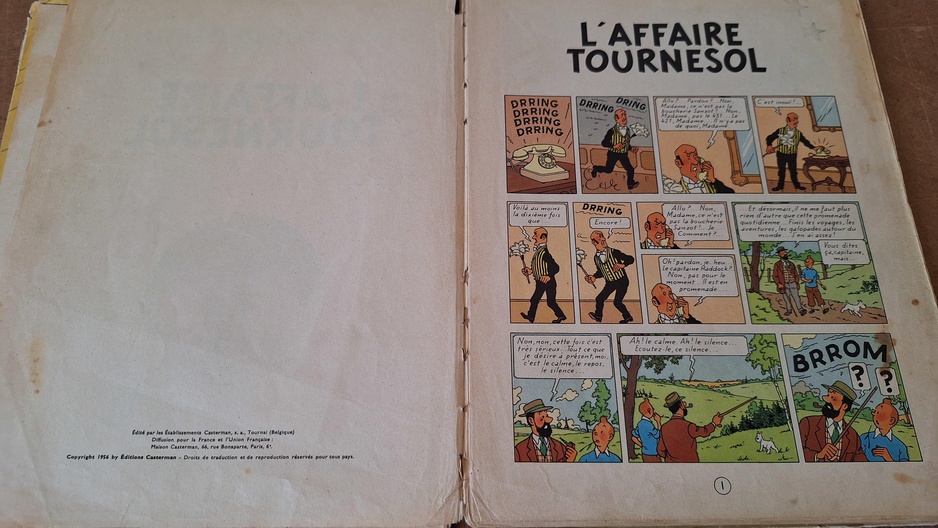 Édité par les Établissements Casterman, s. a., Tournai (Belgique)
Diffusion pour la France et l'Union Française :
Maison Casterman, 66, rue Bonaparte, Paris, 6e.
Copyright 1956 by Éditions Casterman - Droits de traduction et de reproduction réservés pour tous pays.
L'AFFAIRE
TOURNESOL
DRRING
DRRING
DRRING
DRRING
DRRING
DRING
Allo?.. Pardon?.. Non,
Madame, ce n'est pas la
boucherie Sanzot!.. Non,
Madame, pas le 431.. Le
421, Madame... Il n'y a pas
de quoi, Madame.
C'est inouï!..
Voilà au moins
la dixième fois
que...
DRRING
Encore!
Allo?... Non,
Madame, ce n'est
pas la boucherie
Sanzot!.. Je...
Comment?..
Oh! pardon, je.. heu..
Le capitaine Haddock?..
Non, pas pour le
moment.. Il est en
promenade...
...Et désormais, il ne me faut plus
rien d'autre que cette promenade
quotidienne... Finis les voyages, les
aventures, les galopades autour du
monde... J'en ai assez!
Vous dites
ça, capitaine,
mais...
Non, non, cette fois c'est
très sérieux. Tout ce que
je désire à présent, moi,
c'est le calme, le repos,
le silence...
Ah! le calme. Ah! le silence...
Ecoutez-le, ce silence...
BRROM
?
?
1